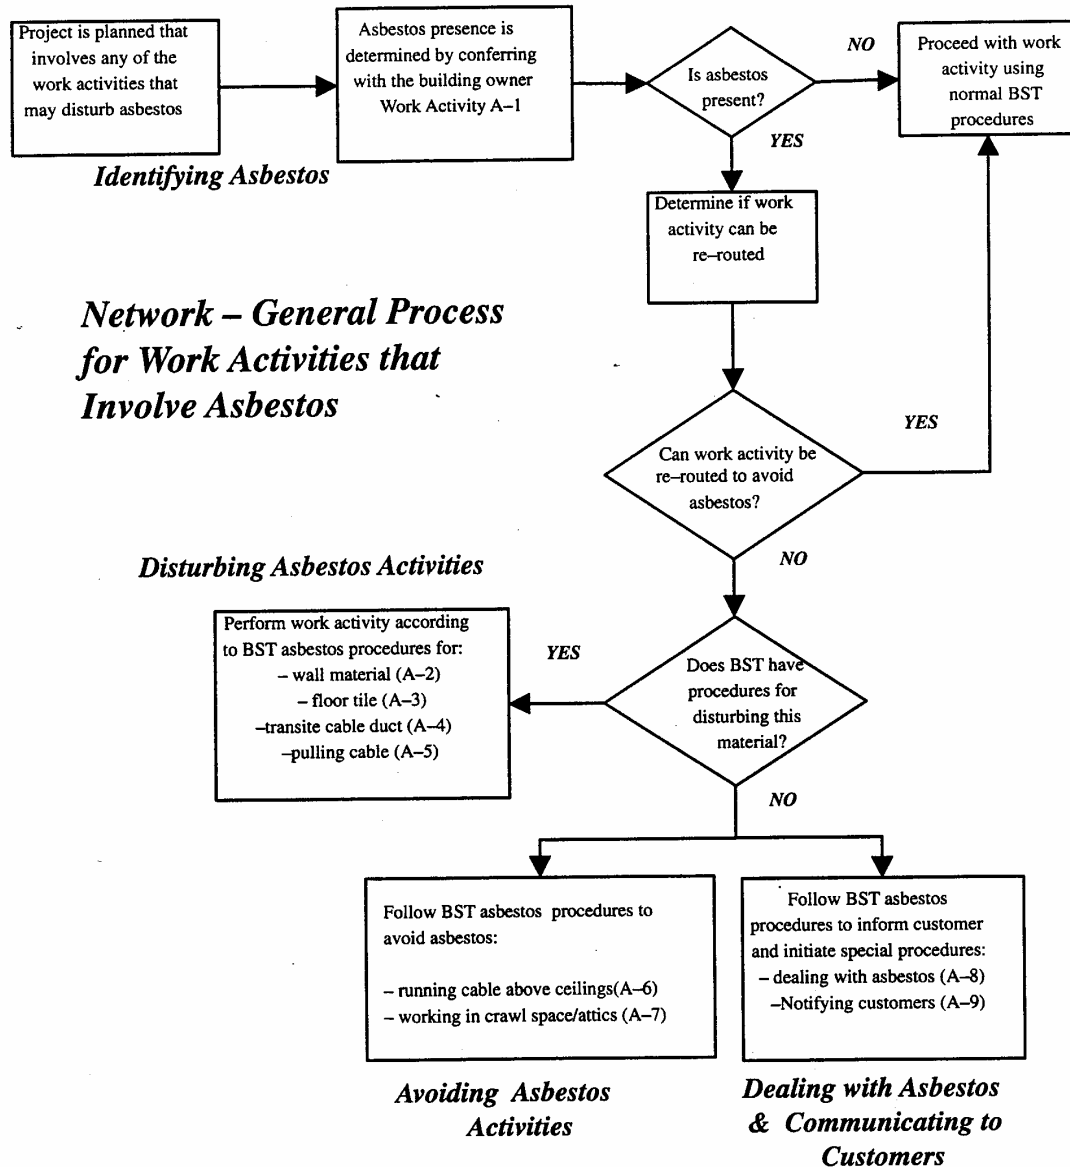 Project is planned that
involves any of the
work activities that
may disturb asbestos
Asbestos presence is
determined by conferring
with the building owner
Work Activity A–1
Is asbestos
present?
NO
Proceed with work
activity using
normal BST
procedures
YES
Identifying Asbestos
Determine if work
activity can be
re–routed
Network – General Process
for Work Activities that
Involve Asbestos
Can work activity be
re–routed to avoid
asbestos?
YES
NO
Disturbing Asbestos Activities
Perform work activity according
to BST asbestos procedures for:
– wall material (A–2)
– floor tile (A–3)
–transite cable duct (A–4)
–pulling cable (A–5)
YES
Does BST have
procedures for
disturbing this
material?
NO
Follow BST asbestos procedures to
avoid asbestos:
– running cable above ceilings(A–6)
– working in crawl space/attics (A–7)
Follow BST asbestos
procedures to inform customer
and initiate special procedures:
– dealing with asbestos (A–8)
–Notifying customers (A–9)
Avoiding Asbestos
Activities
Dealing with Asbestos
& Communicating to
Customers